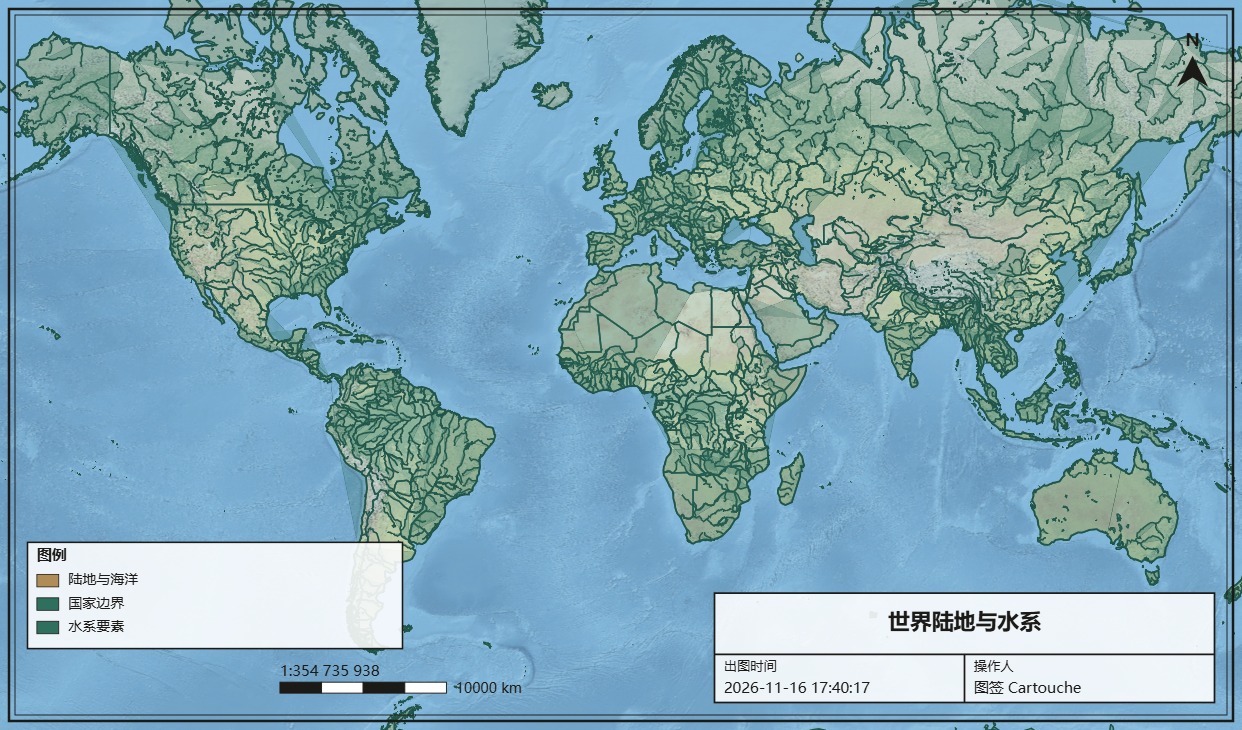 N
图例
陆地与海洋
国家边界
水系要素
1:354 735 938
10000 km
世界陆地与水系
出图时间
2026-11-16 17:40:17
操作人
图签 Cartouche